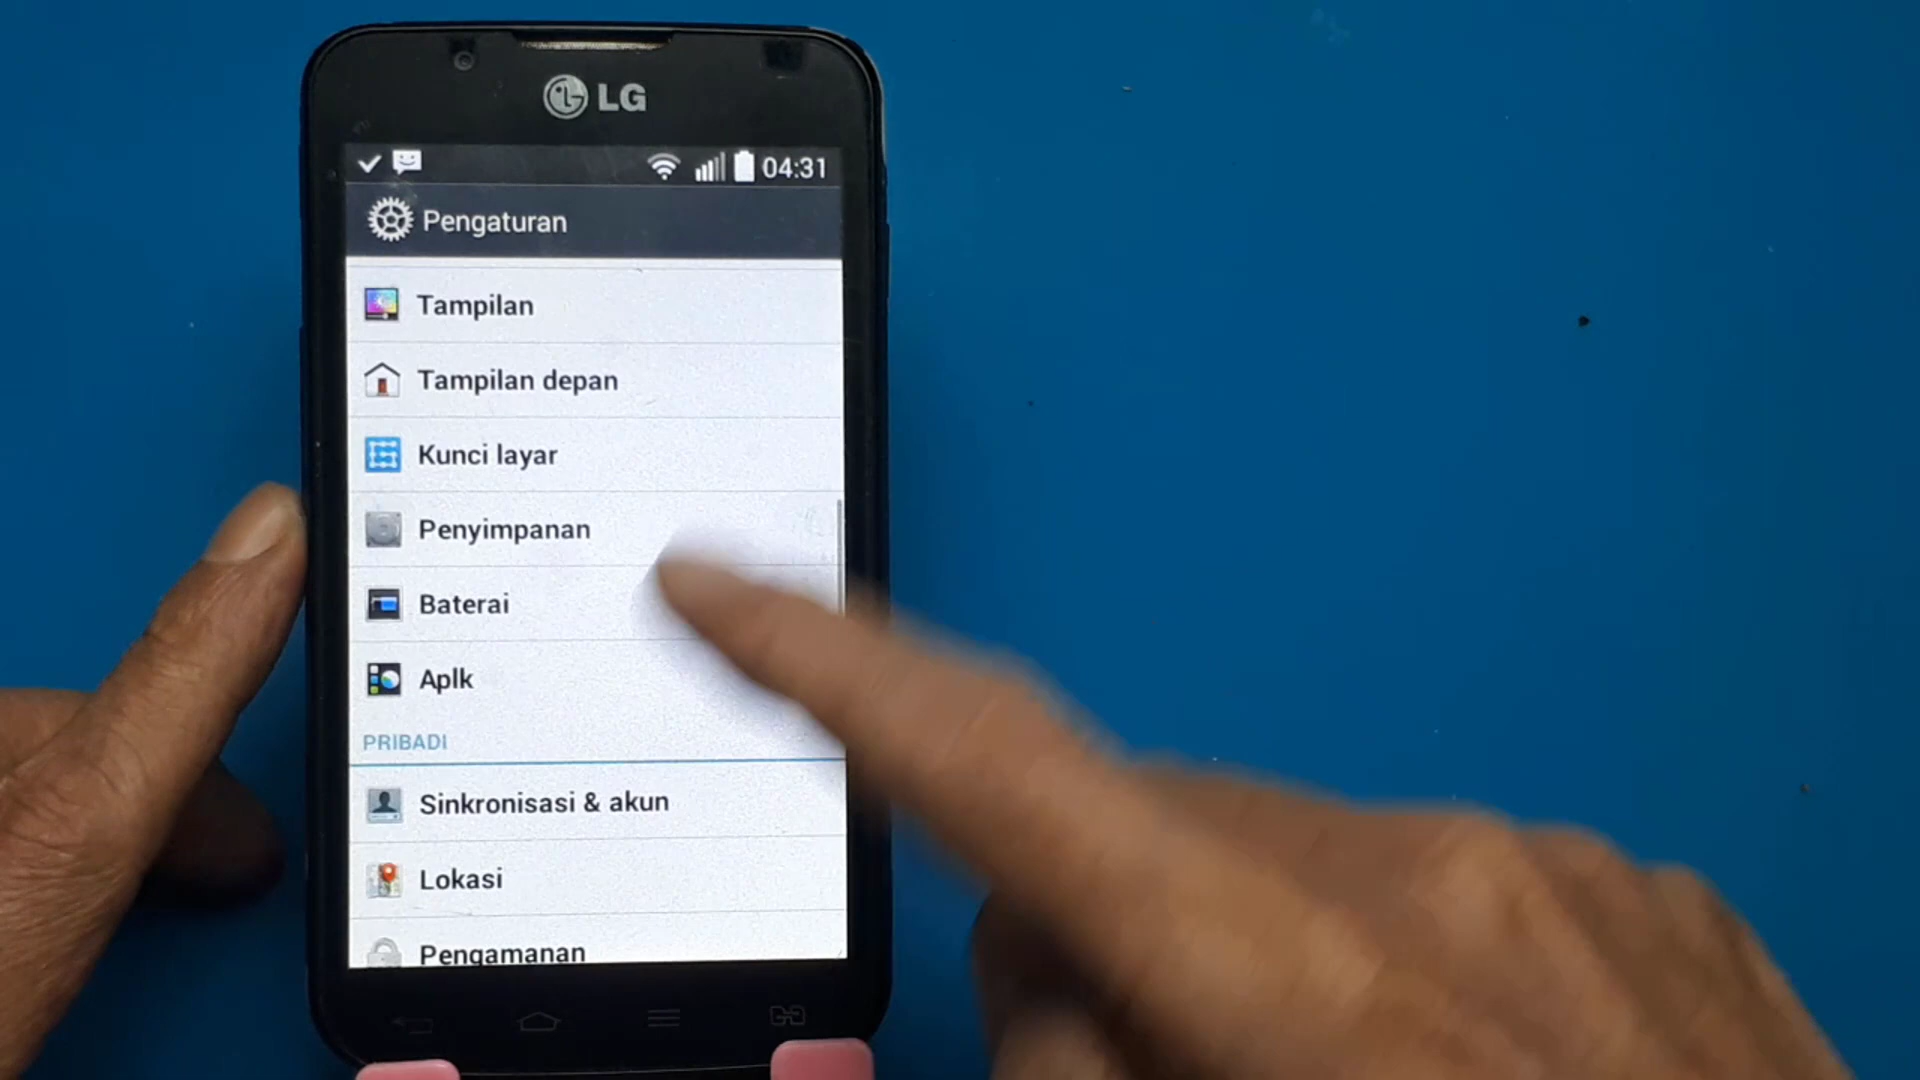 LG
04:31
Pengaturan
Tampilan
Tampilan depan
Kunci layar
Penyimpanan
Baterai
Aplk
PRIBADI
Sinkronisasi & akun
Lokasi
Pengamanan